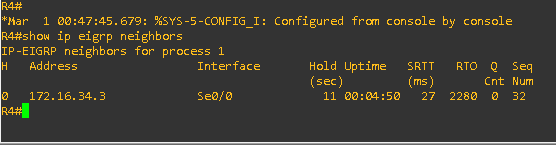 R4#
*Mar  1 00:47:45.679: %SYS-5-CONFIG_I: Configured from console by console
R4#show ip eigrp neighbors
IP-EIGRP neighbors for process 1
H   Address                 Interface       Hold Uptime   SRTT   RTO  Q  Seq
                                            (sec)         (ms)       Cnt Num
0   172.16.34.3             Se0/0             11 00:04:50   27  2280  0  32
R4#